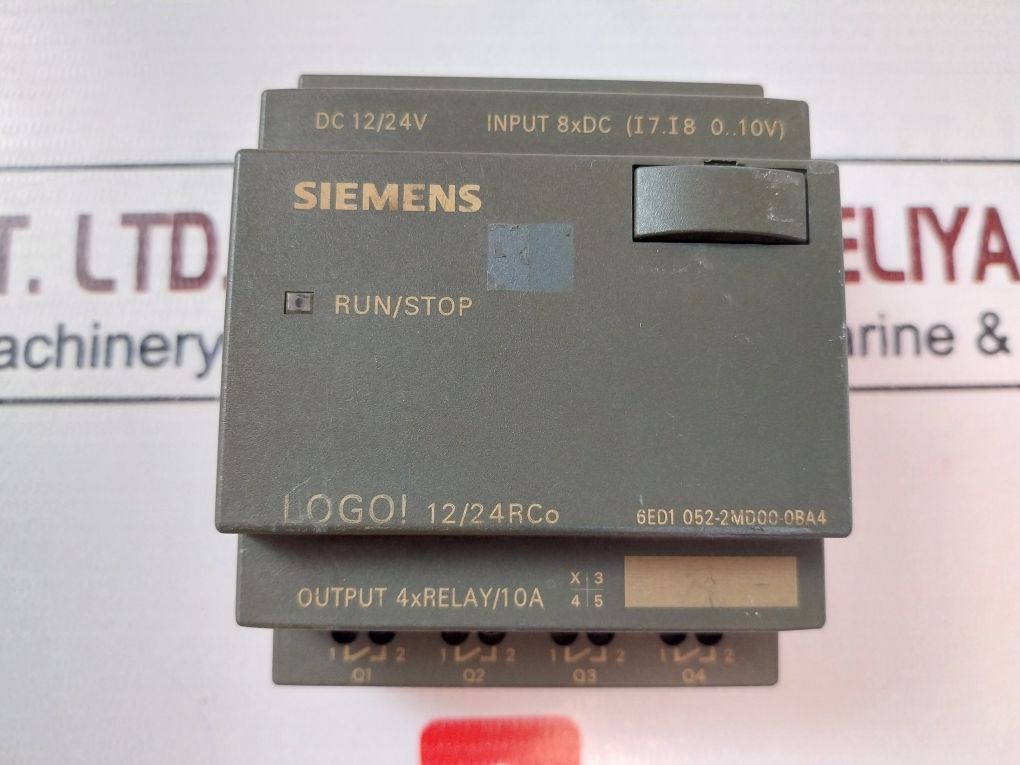 DC 12/24V INPUT 8xDC (I7.I8 0..10V)
SIEMENS
T. LTD.
ELIYA
RUN/STOP
achinery
arine &
LOGO! 12/24RCo
6ED1 052-2MD00-0BA4
OUTPUT 4xRELAY/10A
X 3
4 5
1 2 1 2 1 2 1 2
Q1 Q2 Q3 Q4